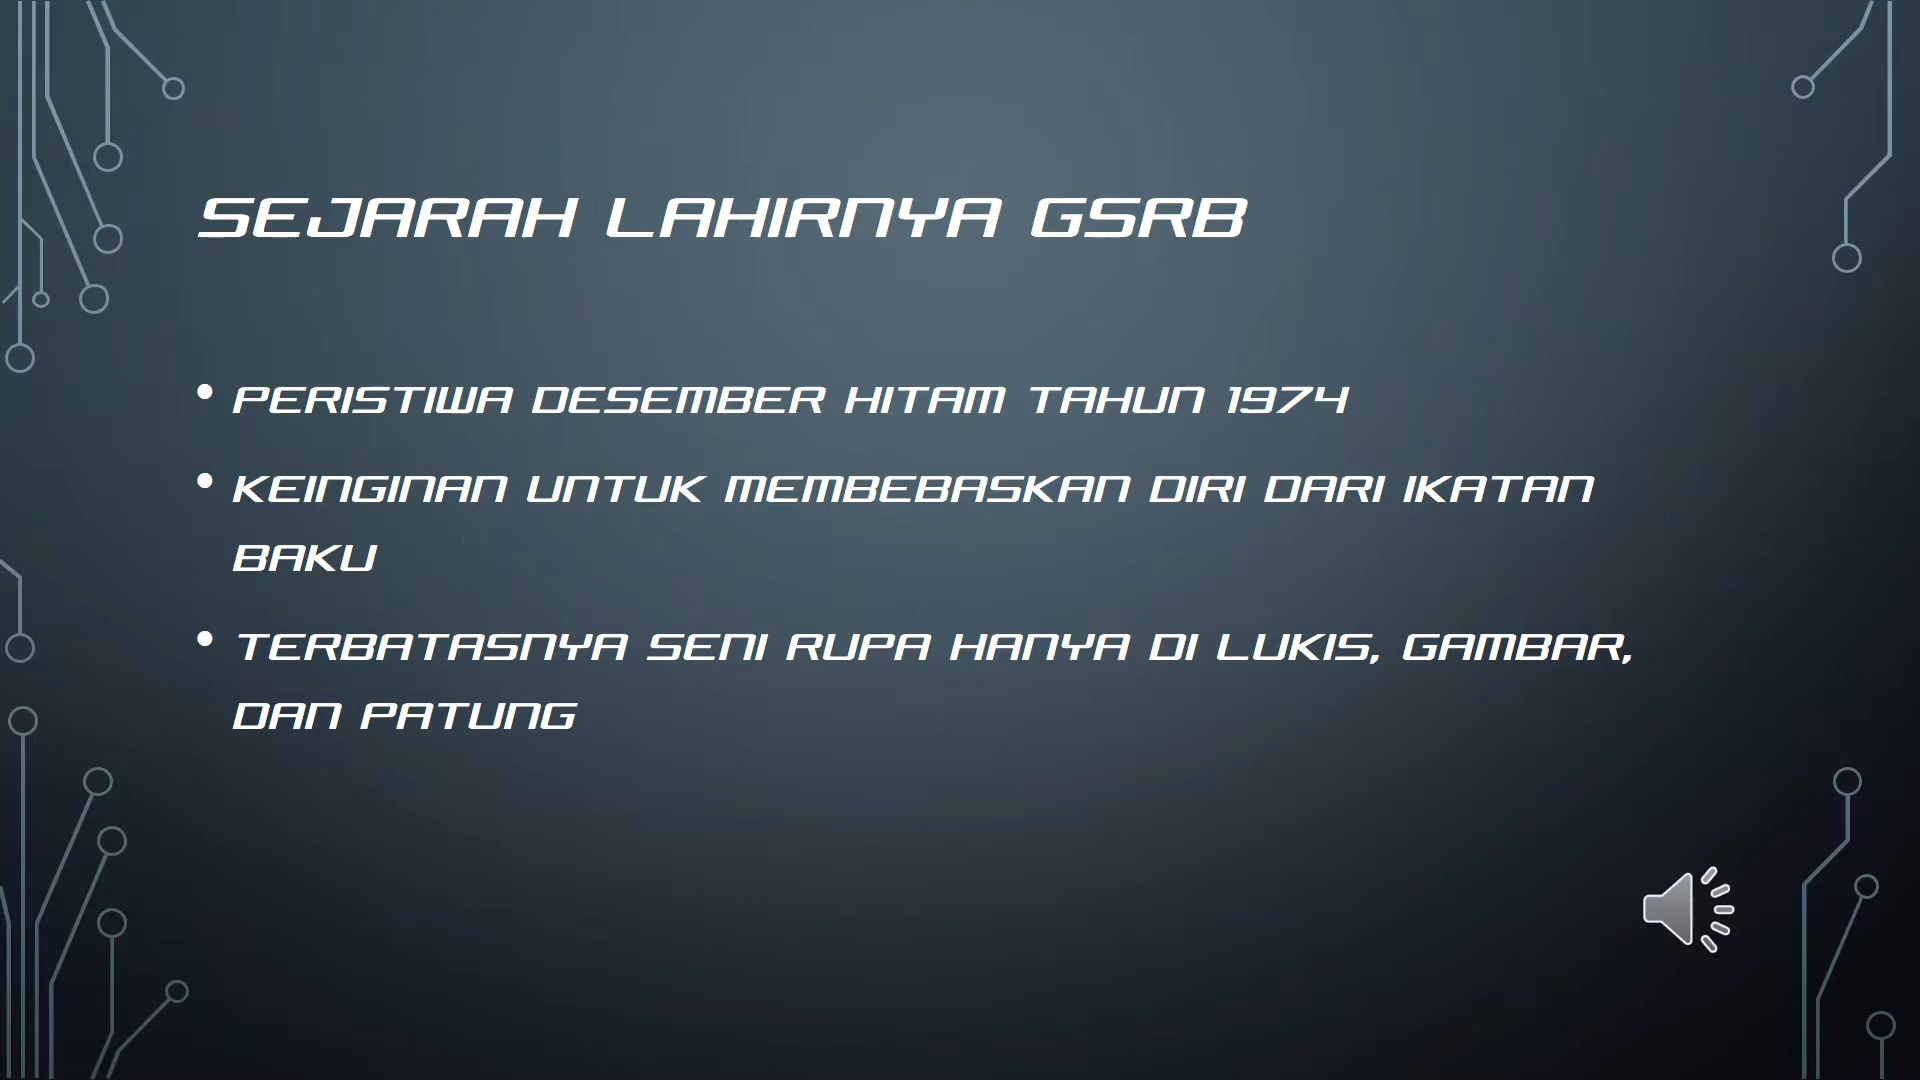 SEJARAH LAHIRNYA GSRB
• PERISTIWA DESEMBER HITAM TAHUN 1974
• KEINGINAN UNTUK MEMBEBASKAN DIRI DARI IKATAN
BAKU
• TERBATASNYA SENI RUPA HANYA DI LUKIS, GAMBAR,
DAN PATUNG